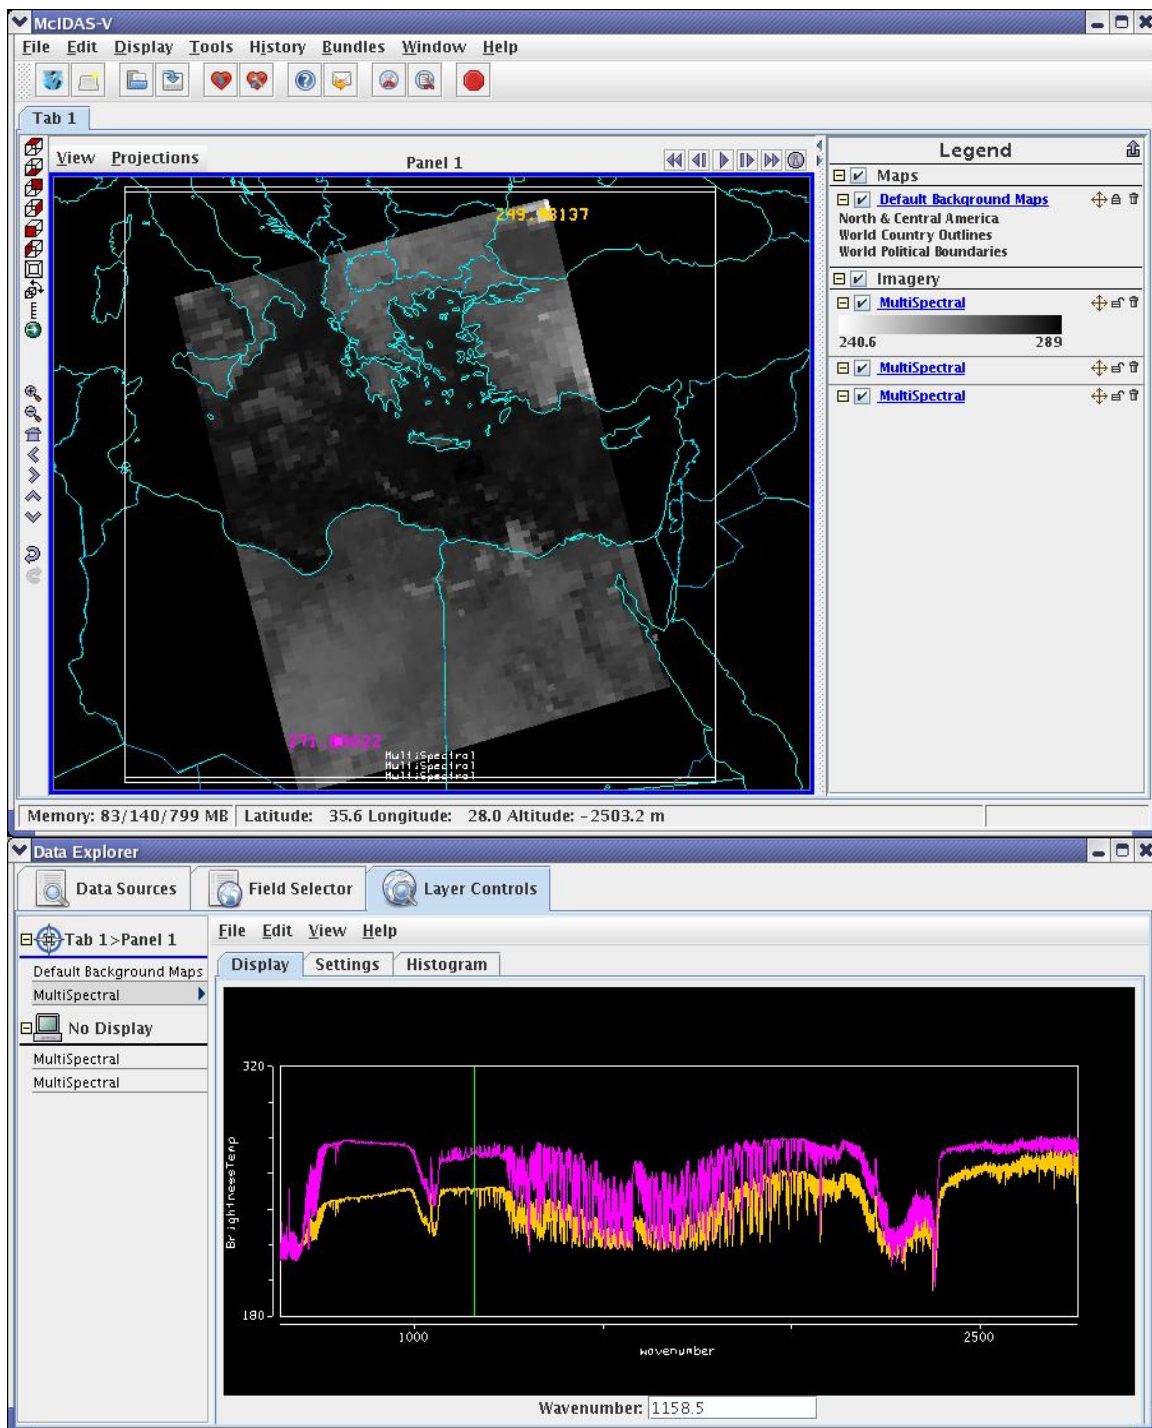 McIDAS-V
File Edit Display Tools History Bundles Window Help
Tab 1
View Projections
Panel 1
Legend
Maps
Default Background Maps
North & Central America
World Country Outlines
World Political Boundaries
Imagery
MultiSpectral
240.6 289
MultiSpectral
MultiSpectral
MultiSpectral
MultiSpectral
MultiSpectral
Memory: 83/140/799 MB Latitude: 35.6 Longitude: 28.0 Altitude: -2503.2 m
Data Explorer
Data Sources Field Selector Layer Controls
Tab 1>Panel 1
Default Background Maps
MultiSpectral
No Display
MultiSpectral
MultiSpectral
File Edit View Help
Display Settings Histogram
320
BrightnessTemp
180
1000 2500
wavenumber
Wavenumber: 1158.5